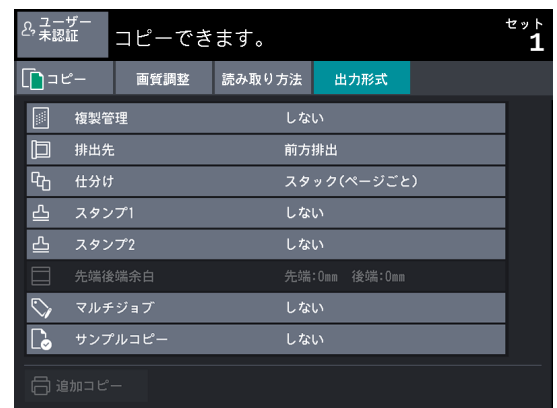 ユーザー
未認証
コピーできます。
セット
1
コピー 画質調整 読み取り方法 出力形式
複製管理 しない
排出先 前方排出
仕分け スタック(ページごと)
スタンプ1 しない
スタンプ2 しない
先端後端余白 先端:0mm 後端:0mm
マルチジョブ しない
サンプルコピー しない
追加コピー